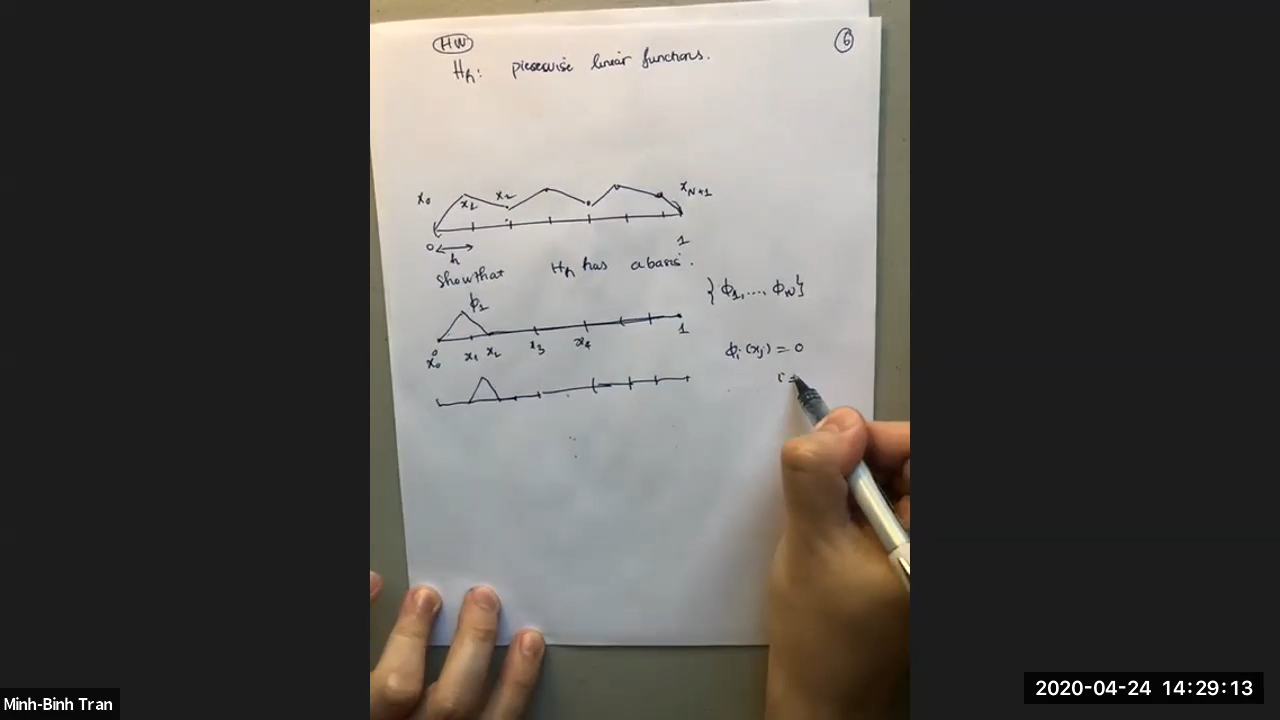 HW
6
H_h: piecewise linear functions.
x_0 x_1 x_2 x_{N+1}
0 h 1
Show that H_h has a basis.
{ϕ_1, ..., ϕ_N}
ϕ_1
0 1
x_0 x_1 x_2 x_3 x_4
ϕ_i(x_j) = 0
i =
Minh-Binh Tran
2020-04-24 14:29:13